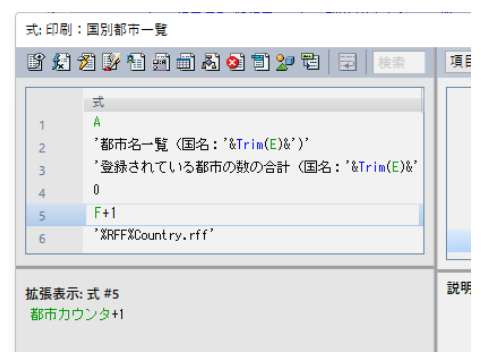 式: 印刷：国別都市一覧
検索
項目
式
1 A
2 '都市名一覧（国名：'&Trim(E)&')'
3 '登録されている都市の数の合計（国名：'&Trim(E)&'
4 0
5 F+1
6 '%RFF%Country.rff'
拡張表示: 式 #5
都市カウンタ+1
説明